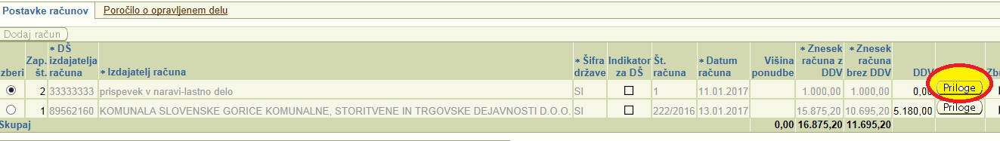 Postavke računov Poročilo o opravljenem delu
Dodaj račun
zberi Zap. št. * DŠ izdajatelja računa * Izdajatelj računa * Šifra države Indikator za DŠ Št. računa * Datum računa Višina ponudbe * Znesek računa z DDV * Znesek računa brez DDV DDV
2 33333333 prispevek v naravi-lastno delo SI 1 11.01.2017 1.000,00 1.000,00 0,00 Priloge
1 89562160 KOMUNALA SLOVENSKE GORICE KOMUNALNE, STORITVENE IN TRGOVSKE DEJAVNOSTI D.O.O. SI 222/2016 13.01.2017 15.875,20 10.695,20 5.180,00 Priloge
Skupaj 0,00 16.875,20 11.695,20